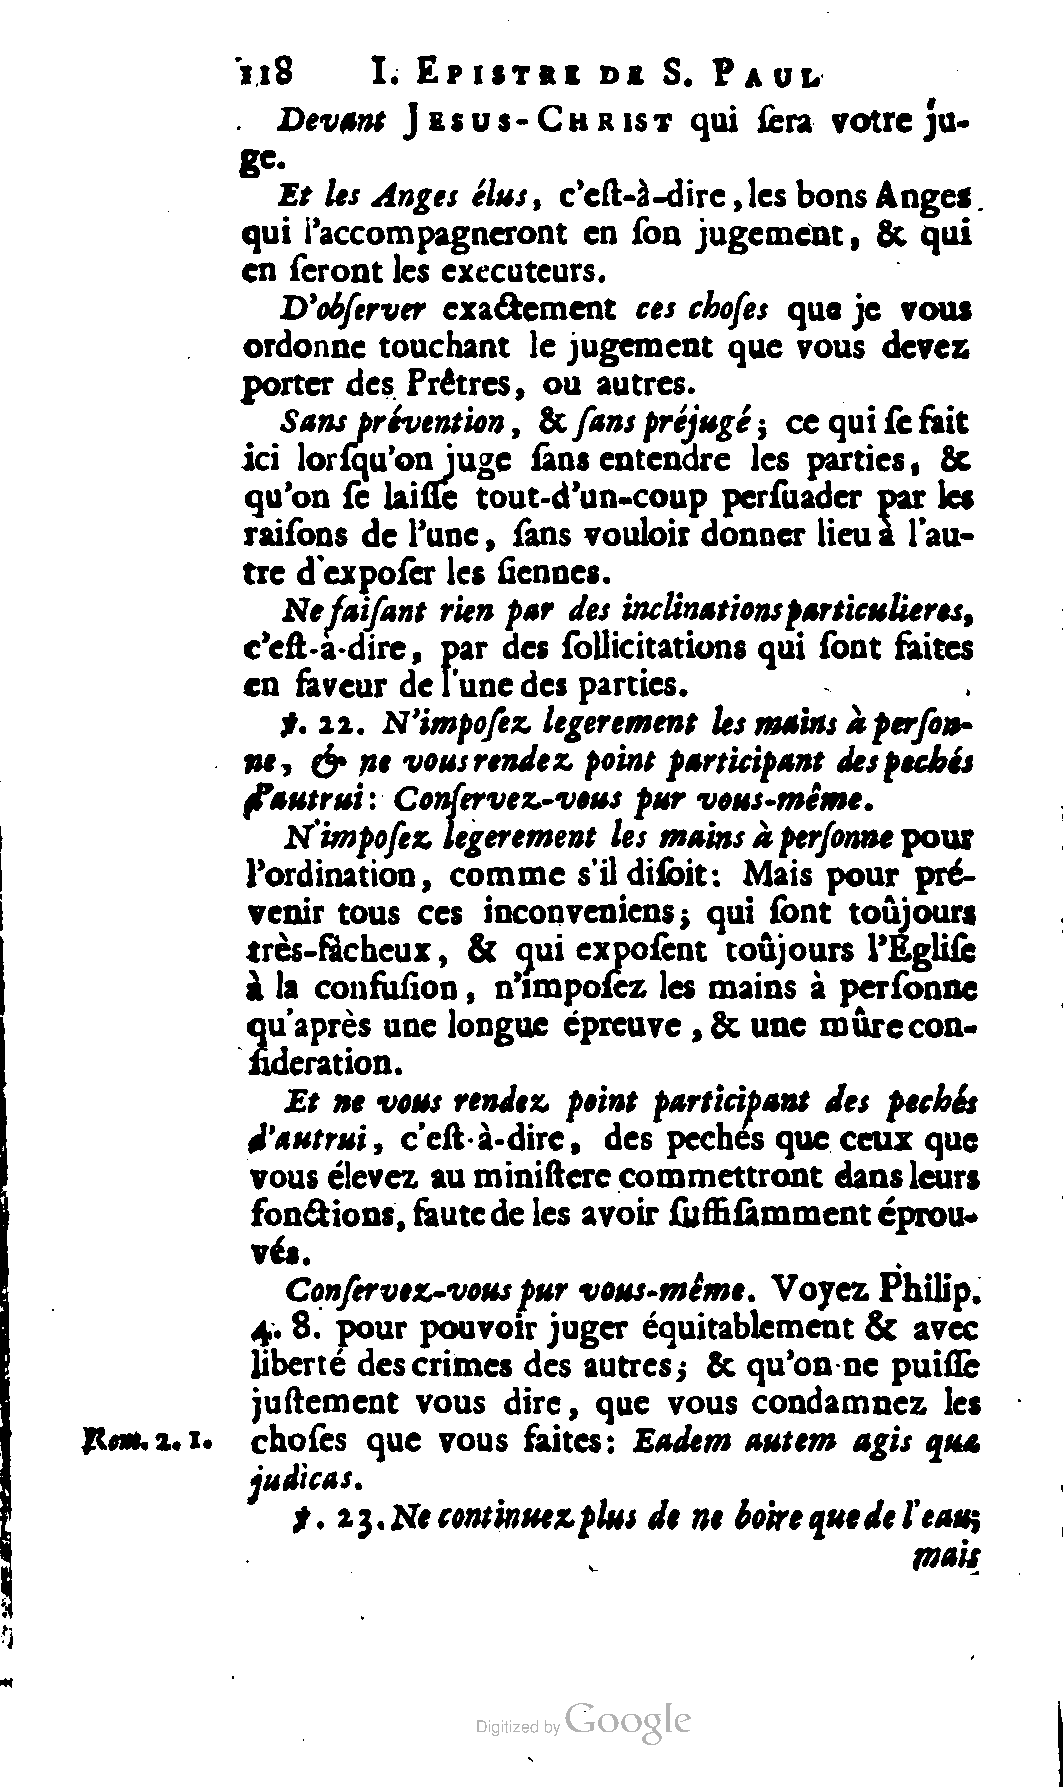 118 I. EPISTRE DE S. PAUL
Devant JESUS-CHRIST qui ſera votre ju-
ge.
Et les Anges élus, c'eſt-à-dire, les bons Anges
qui l'accompagneront en ſon jugement, & qui
en ſeront les executeurs.
D'obſerver exactement ces choſes que je vous
ordonne touchant le jugement que vous devez
porter des Prêtres, ou autres.
Sans prévention, & ſans préjugé; ce qui ſe fait
ici lorſqu'on juge ſans entendre les parties, &
qu'on ſe laiſſe tout-d'un-coup perſuader par les
raiſons de l'une, ſans vouloir donner lieu à l'au-
tre d'expoſer les ſiennes.
Ne faiſant rien par des inclinations particulieres,
c'eſt-à-dire, par des ſollicitations qui ſont faites
en faveur de l'une des parties.
℣. 22. N'impoſez legerement les mains à perſon-
ne, & ne vous rendez point participant des pechés
d'autrui: Conſervez-vous pur vous-même.
N'impoſez legerement les mains à perſonne pour
l'ordination, comme s'il diſoit: Mais pour pré-
venir tous ces inconveniens; qui ſont toûjours
très-fâcheux, & qui expoſent toûjours l'Égliſe
à la confuſion, n'impoſez les mains à perſonne
qu'après une longue épreuve, & une mûre con-
ſideration.
Et ne vous rendez point participant des pechés
d'autrui, c'eſt-à-dire, des pechés que ceux que
vous élevez au miniſtere commettront dans leurs
fonctions, faute de les avoir ſuffiſamment éprou-
vés.
Conſervez-vous pur vous-même. Voyez Philip.
4. 8. pour pouvoir juger équitablement & avec
liberté des crimes des autres; & qu'on ne puiſſe
juſtement vous dire, que vous condamnez les
Rom. 2. 1. choſes que vous faites: Eadem autem agis quæ
judicas.
℣. 23. Ne continuez plus de ne boire que de l'eau;
mais
Digitized by Google